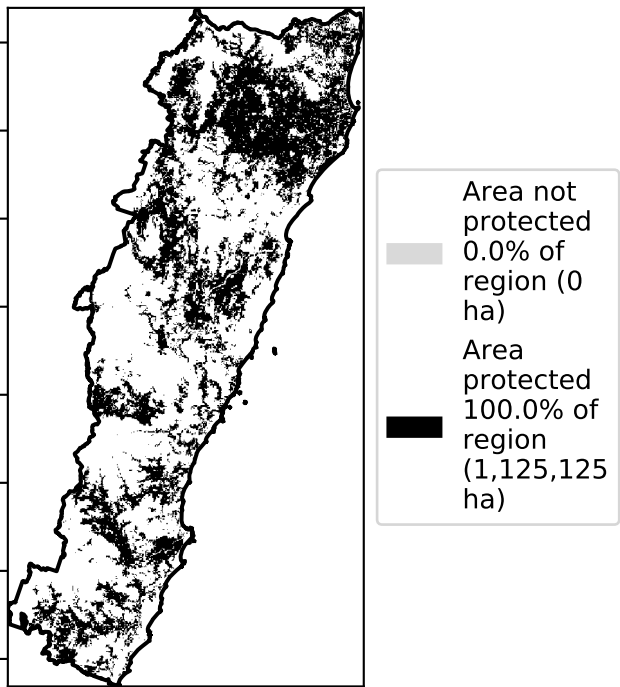 Area not
protected
0.0% of
region (0
ha)
Area
protected
100.0% of
region
(1,125,125
ha)